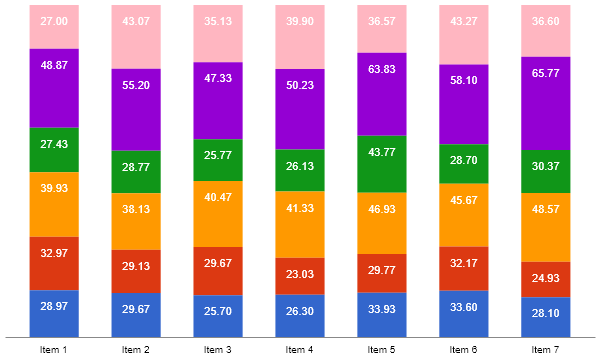 27.00 43.07 35.13 39.90 36.57 43.27 36.60
48.87 55.20 47.33 50.23 63.83 58.10 65.77
27.43 28.77 25.77 26.13 43.77 28.70 30.37
39.93 38.13 40.47 41.33 46.93 45.67 48.57
32.97 29.13 29.67 23.03 29.77 32.17 24.93
28.97 29.67 25.70 26.30 33.93 33.60 28.10
Item 1 Item 2 Item 3 Item 4 Item 5 Item 6 Item 7